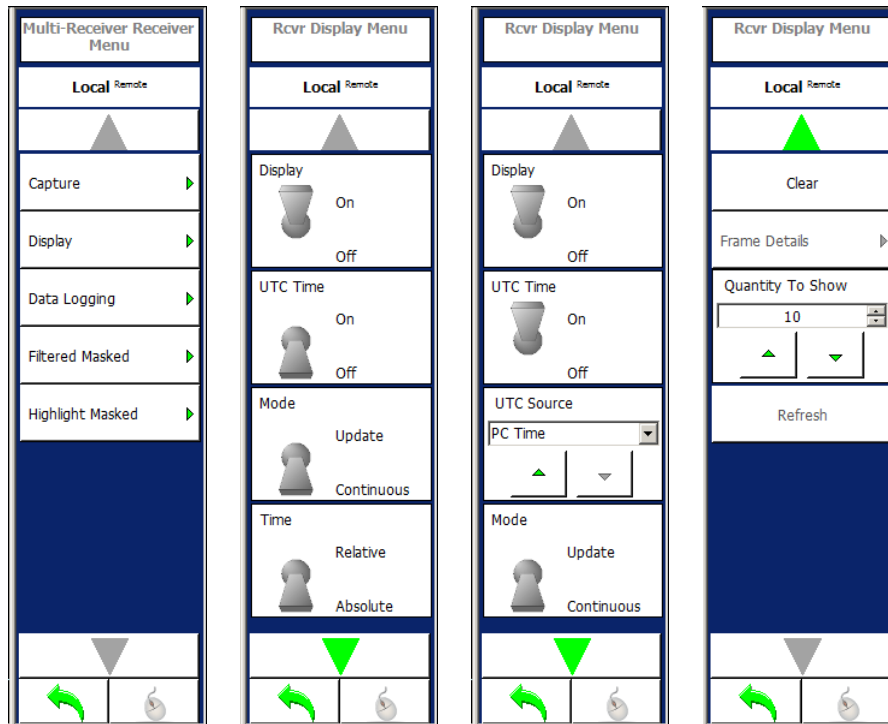 Multi-Receiver Receiver
Menu
Local Remote
Capture
Display
Data Logging
Filtered Masked
Highlight Masked
Rcvr Display Menu
Local Remote
Display
On
Off
UTC Time
On
Off
Mode
Update
Continuous
Time
Relative
Absolute
Rcvr Display Menu
Local Remote
Display
On
Off
UTC Time
On
Off
UTC Source
PC Time
Mode
Update
Continuous
Rcvr Display Menu
Local Remote
Clear
Frame Details
Quantity To Show
10
Refresh